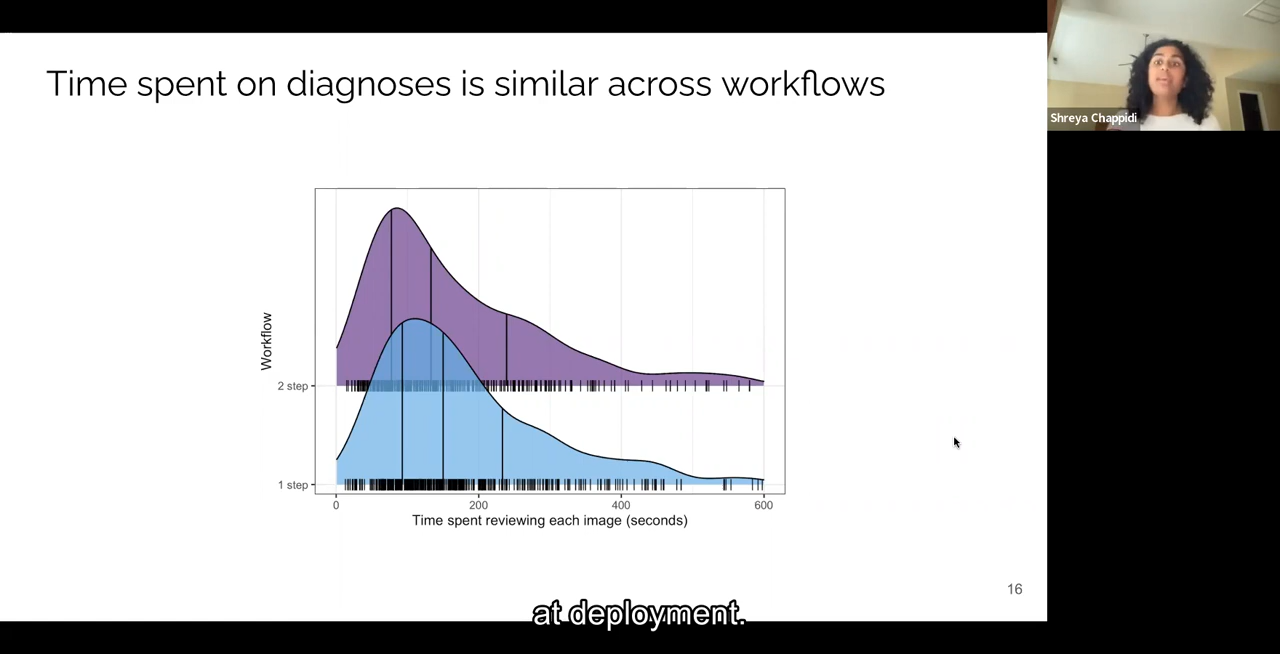 Time spent on diagnoses is similar across workflows
Shreya Chappidi
Workflow
2 step
1 step
0
200
400
600
Time spent reviewing each image (seconds)
16
at deployment.